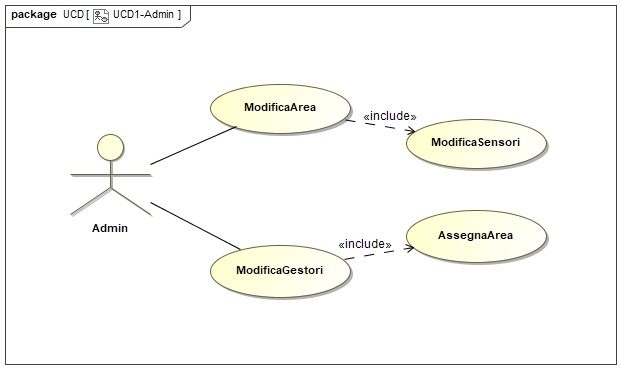 package UCD [ UCD1-Admin ]
ModificaArea
«include»
ModificaSensori
Admin
AssegnaArea
«include»
ModificaGestori